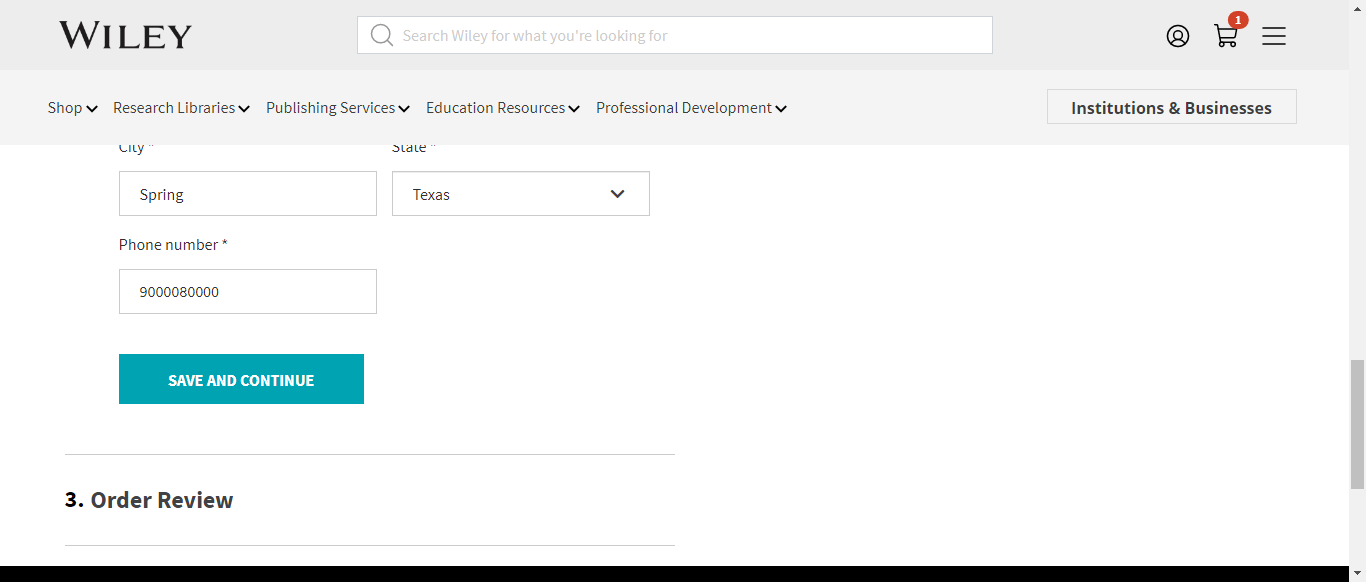 WILEY
Search Wiley for what you're looking for
1
Shop Research Libraries Publishing Services Education Resources Professional Development Institutions & Businesses
City * State *
Spring Texas
Phone number *
9000080000
SAVE AND CONTINUE
3. Order Review